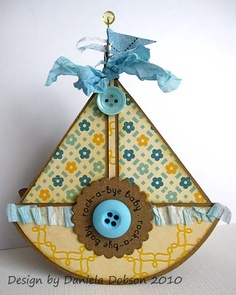 rock-a-bye baby rock-a-bye baby
Design by Daniela Dobson 2010